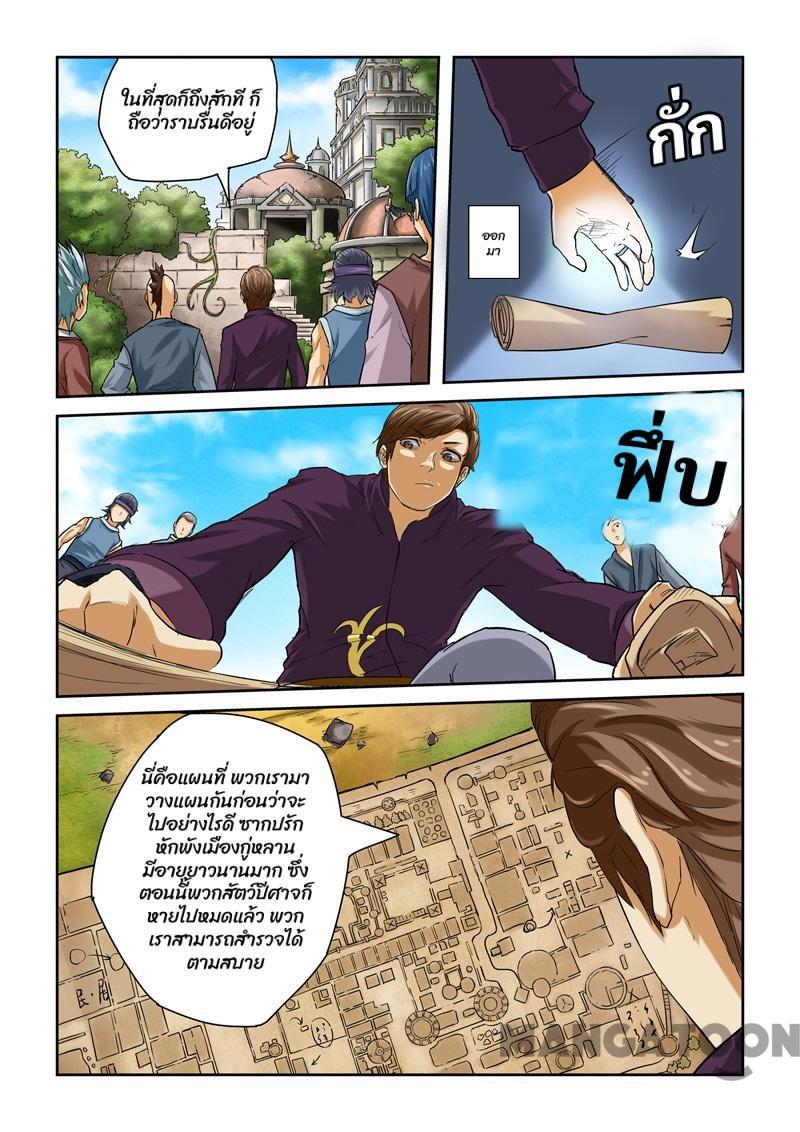 ในที่สุดก็ถึงสักที ก็
ถือว่าราบรื่นดีอยู่
กั่ก
ออก
มา
ฟึ่บ
นี่คือแผนที่ พวกเรามา
วางแผนกันก่อนว่าจะ
ไปอย่างไรดี ซากปรัก
หักพังเมืองกู่หลาน
มีอายุยาวนานมาก ซึ่ง
ตอนนี้พวกสัตว์ปีศาจก็
หายไปหมดแล้ว พวก
เราสามารถสำรวจได้
ตามสบาย
民·居
MANGATOON